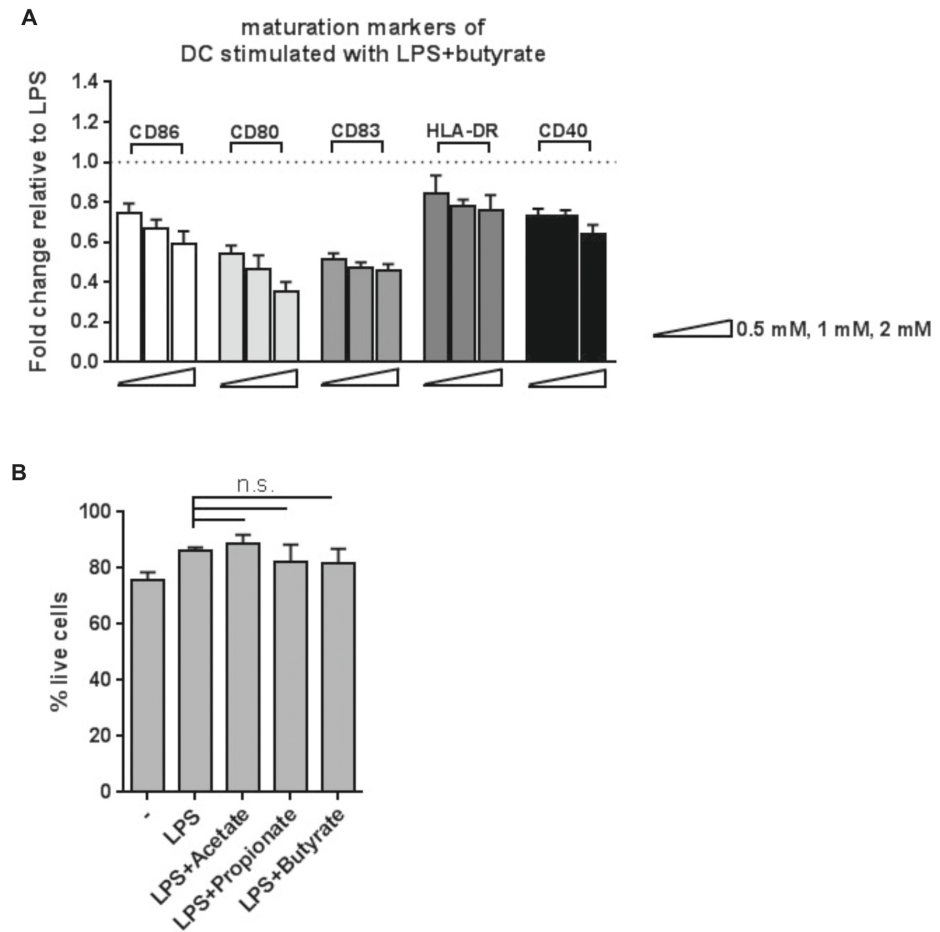 A
maturation markers of
DC stimulated with LPS+butyrate
Fold change relative to LPS
1.4
1.2
1.0
0.8
0.6
0.4
0.2
0.0
CD86 CD80 CD83 HLA-DR CD40
0.5 mM, 1 mM, 2 mM
B
n.s.
% live cells
100
80
60
40
20
0
-
LPS
LPS+Acetate
LPS+Propionate
LPS+Butyrate